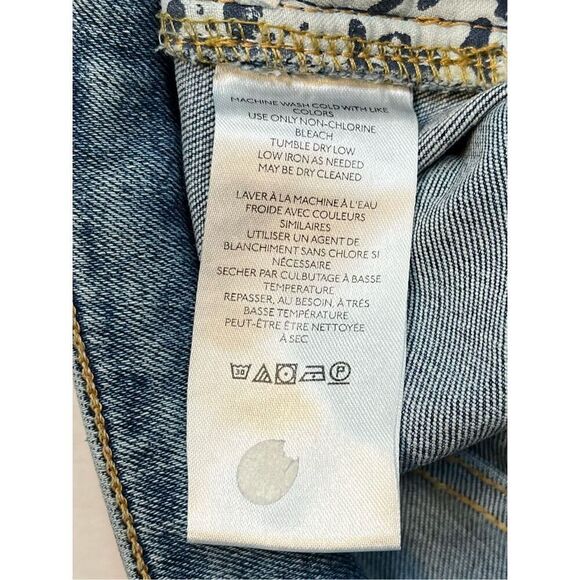 MACHINE WASH COLD WITH LIKE
COLORS
USE ONLY NON-CHLORINE
BLEACH
TUMBLE DRY LOW
LOW IRON AS NEEDED
MAY BE DRY CLEANED
LAVER À LA MACHINE À L'EAU
FROIDE AVEC COULEURS
SIMILAIRES
UTILISER UN AGENT DE
BLANCHIMENT SANS CHLORE SI
NÉCESSAIRE
SECHER PAR CULBUTAGE À BASSE
TEMPERATURE
REPASSER, AU BESOIN, À TRÈS
BASSE TEMPÉRATURE
PEUT-ÊTRE ÊTRE NETTOYÉE
À SEC
30 P